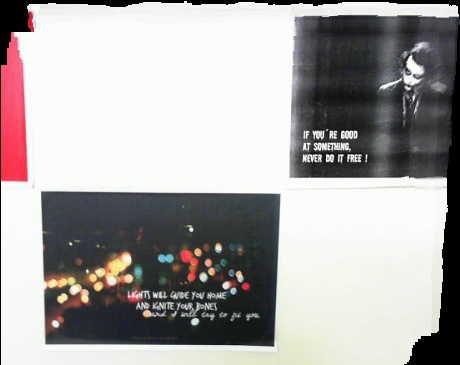 IF YOU´RE GOOD
AT SOMETHING,
NEVER DO IT FREE !
LIGHTS WILL GUIDE YOU HOME
AND IGNITE YOUR BONES
and I will try to fix you